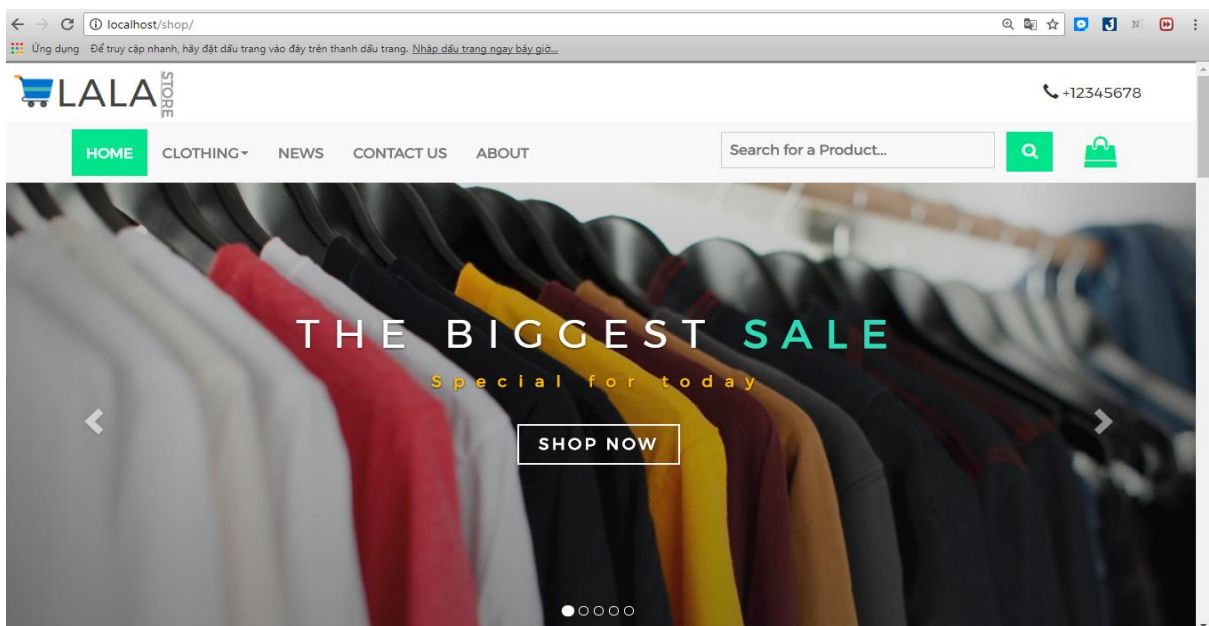 localhost/shop/
Ứng dụng Để truy cập nhanh, hãy đặt dấu trang vào đây trên thanh dấu trang. Nhập dấu trang ngay bây giờ...
LALA STORE
+12345678
HOME CLOTHING NEWS CONTACT US ABOUT Search for a Product...
THE BIGGEST SALE
Special for today
SHOP NOW